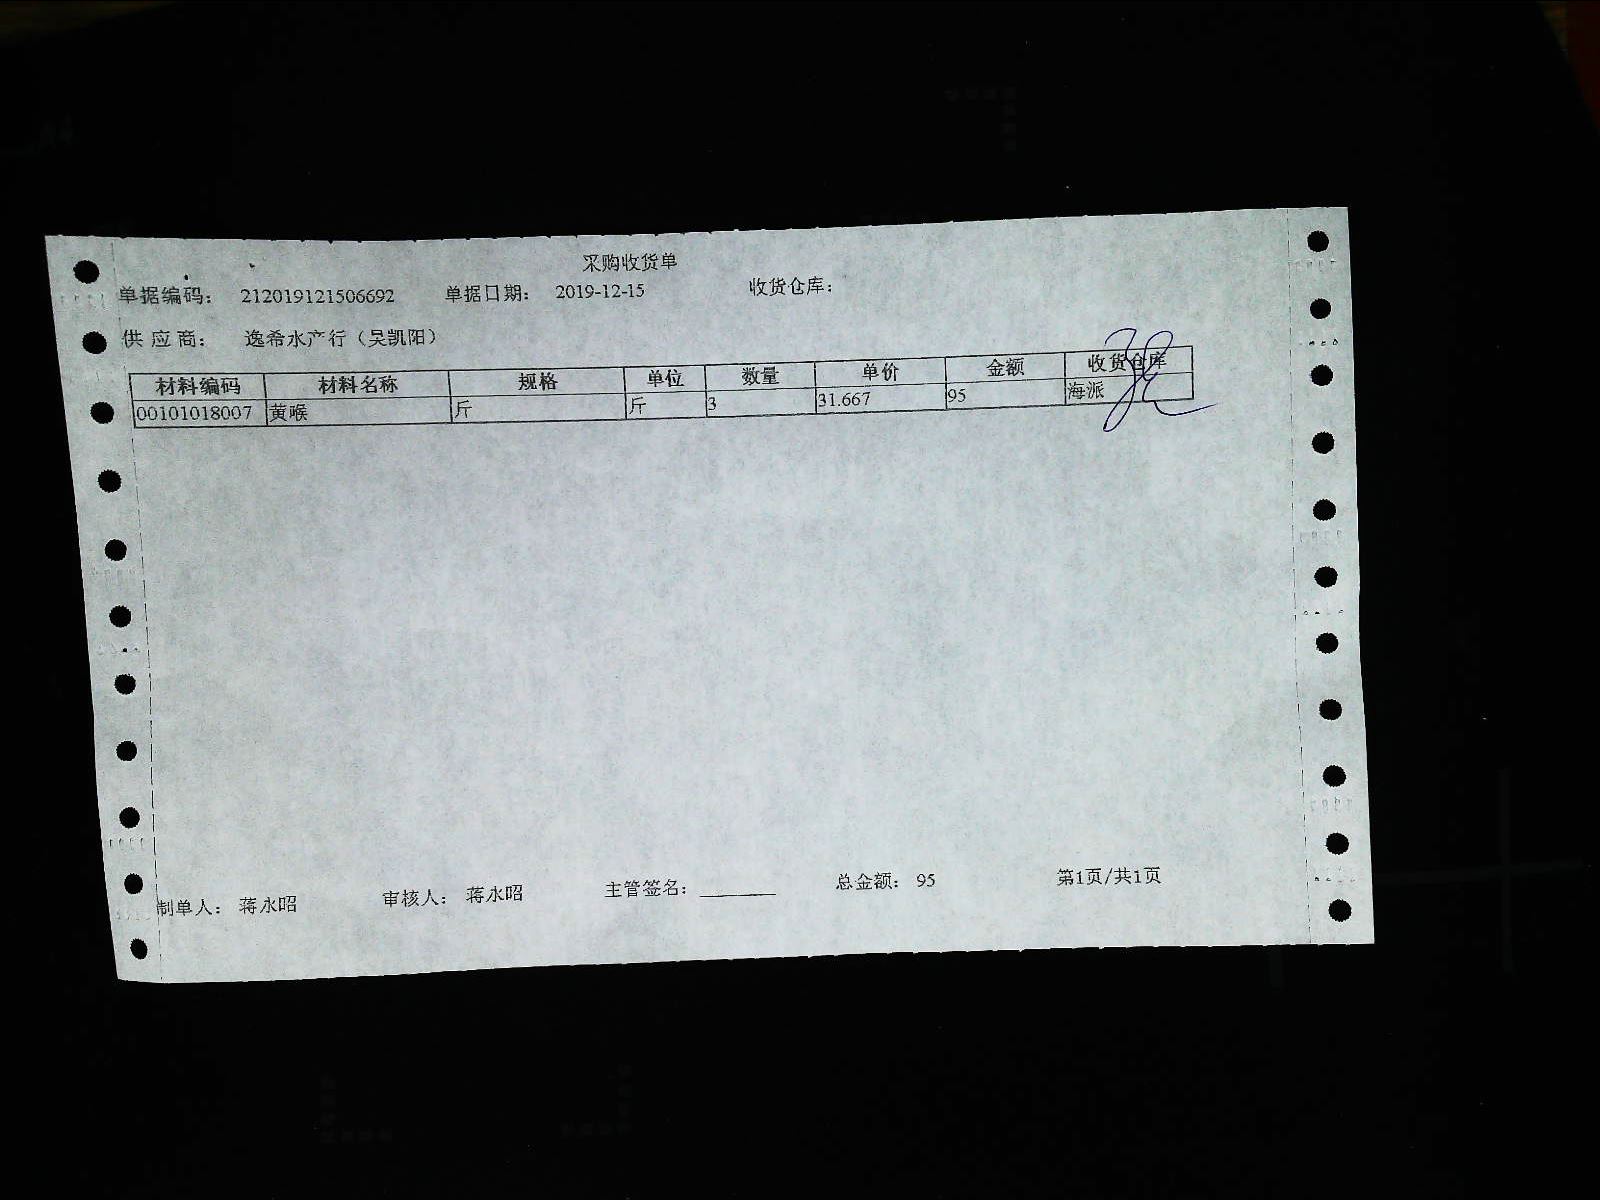 采购收货单
单据编码： 212019121506692 单据日期： 2019-12-15 收货仓库：
供应商： 逸希水产行（吴凯阳）
材料编码 材料名称 规格 单位 数量 单价 金额 收货仓库
00101018007 黄喉 斤 斤 3 31.667 95 海派
制单人： 蒋永昭 审核人： 蒋永昭 主管签名：______ 总金额： 95 第1页/共1页